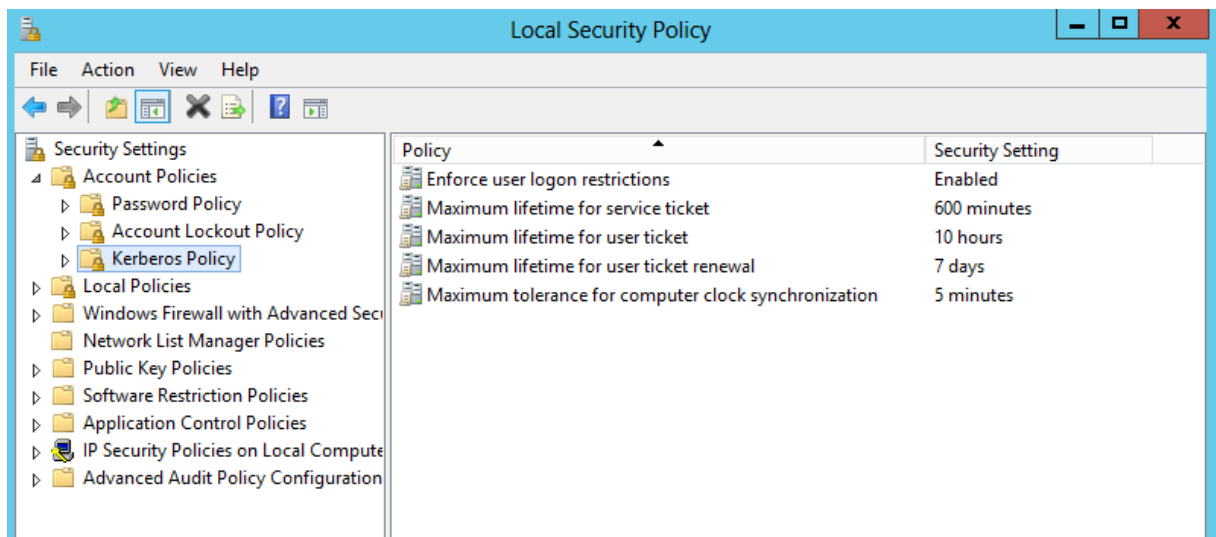 Local Security Policy
File Action View Help
Security Settings
Account Policies
Password Policy
Account Lockout Policy
Kerberos Policy
Local Policies
Windows Firewall with Advanced Secu
Network List Manager Policies
Public Key Policies
Software Restriction Policies
Application Control Policies
IP Security Policies on Local Compute
Advanced Audit Policy Configuration
Policy Security Setting
Enforce user logon restrictions Enabled
Maximum lifetime for service ticket 600 minutes
Maximum lifetime for user ticket 10 hours
Maximum lifetime for user ticket renewal 7 days
Maximum tolerance for computer clock synchronization 5 minutes